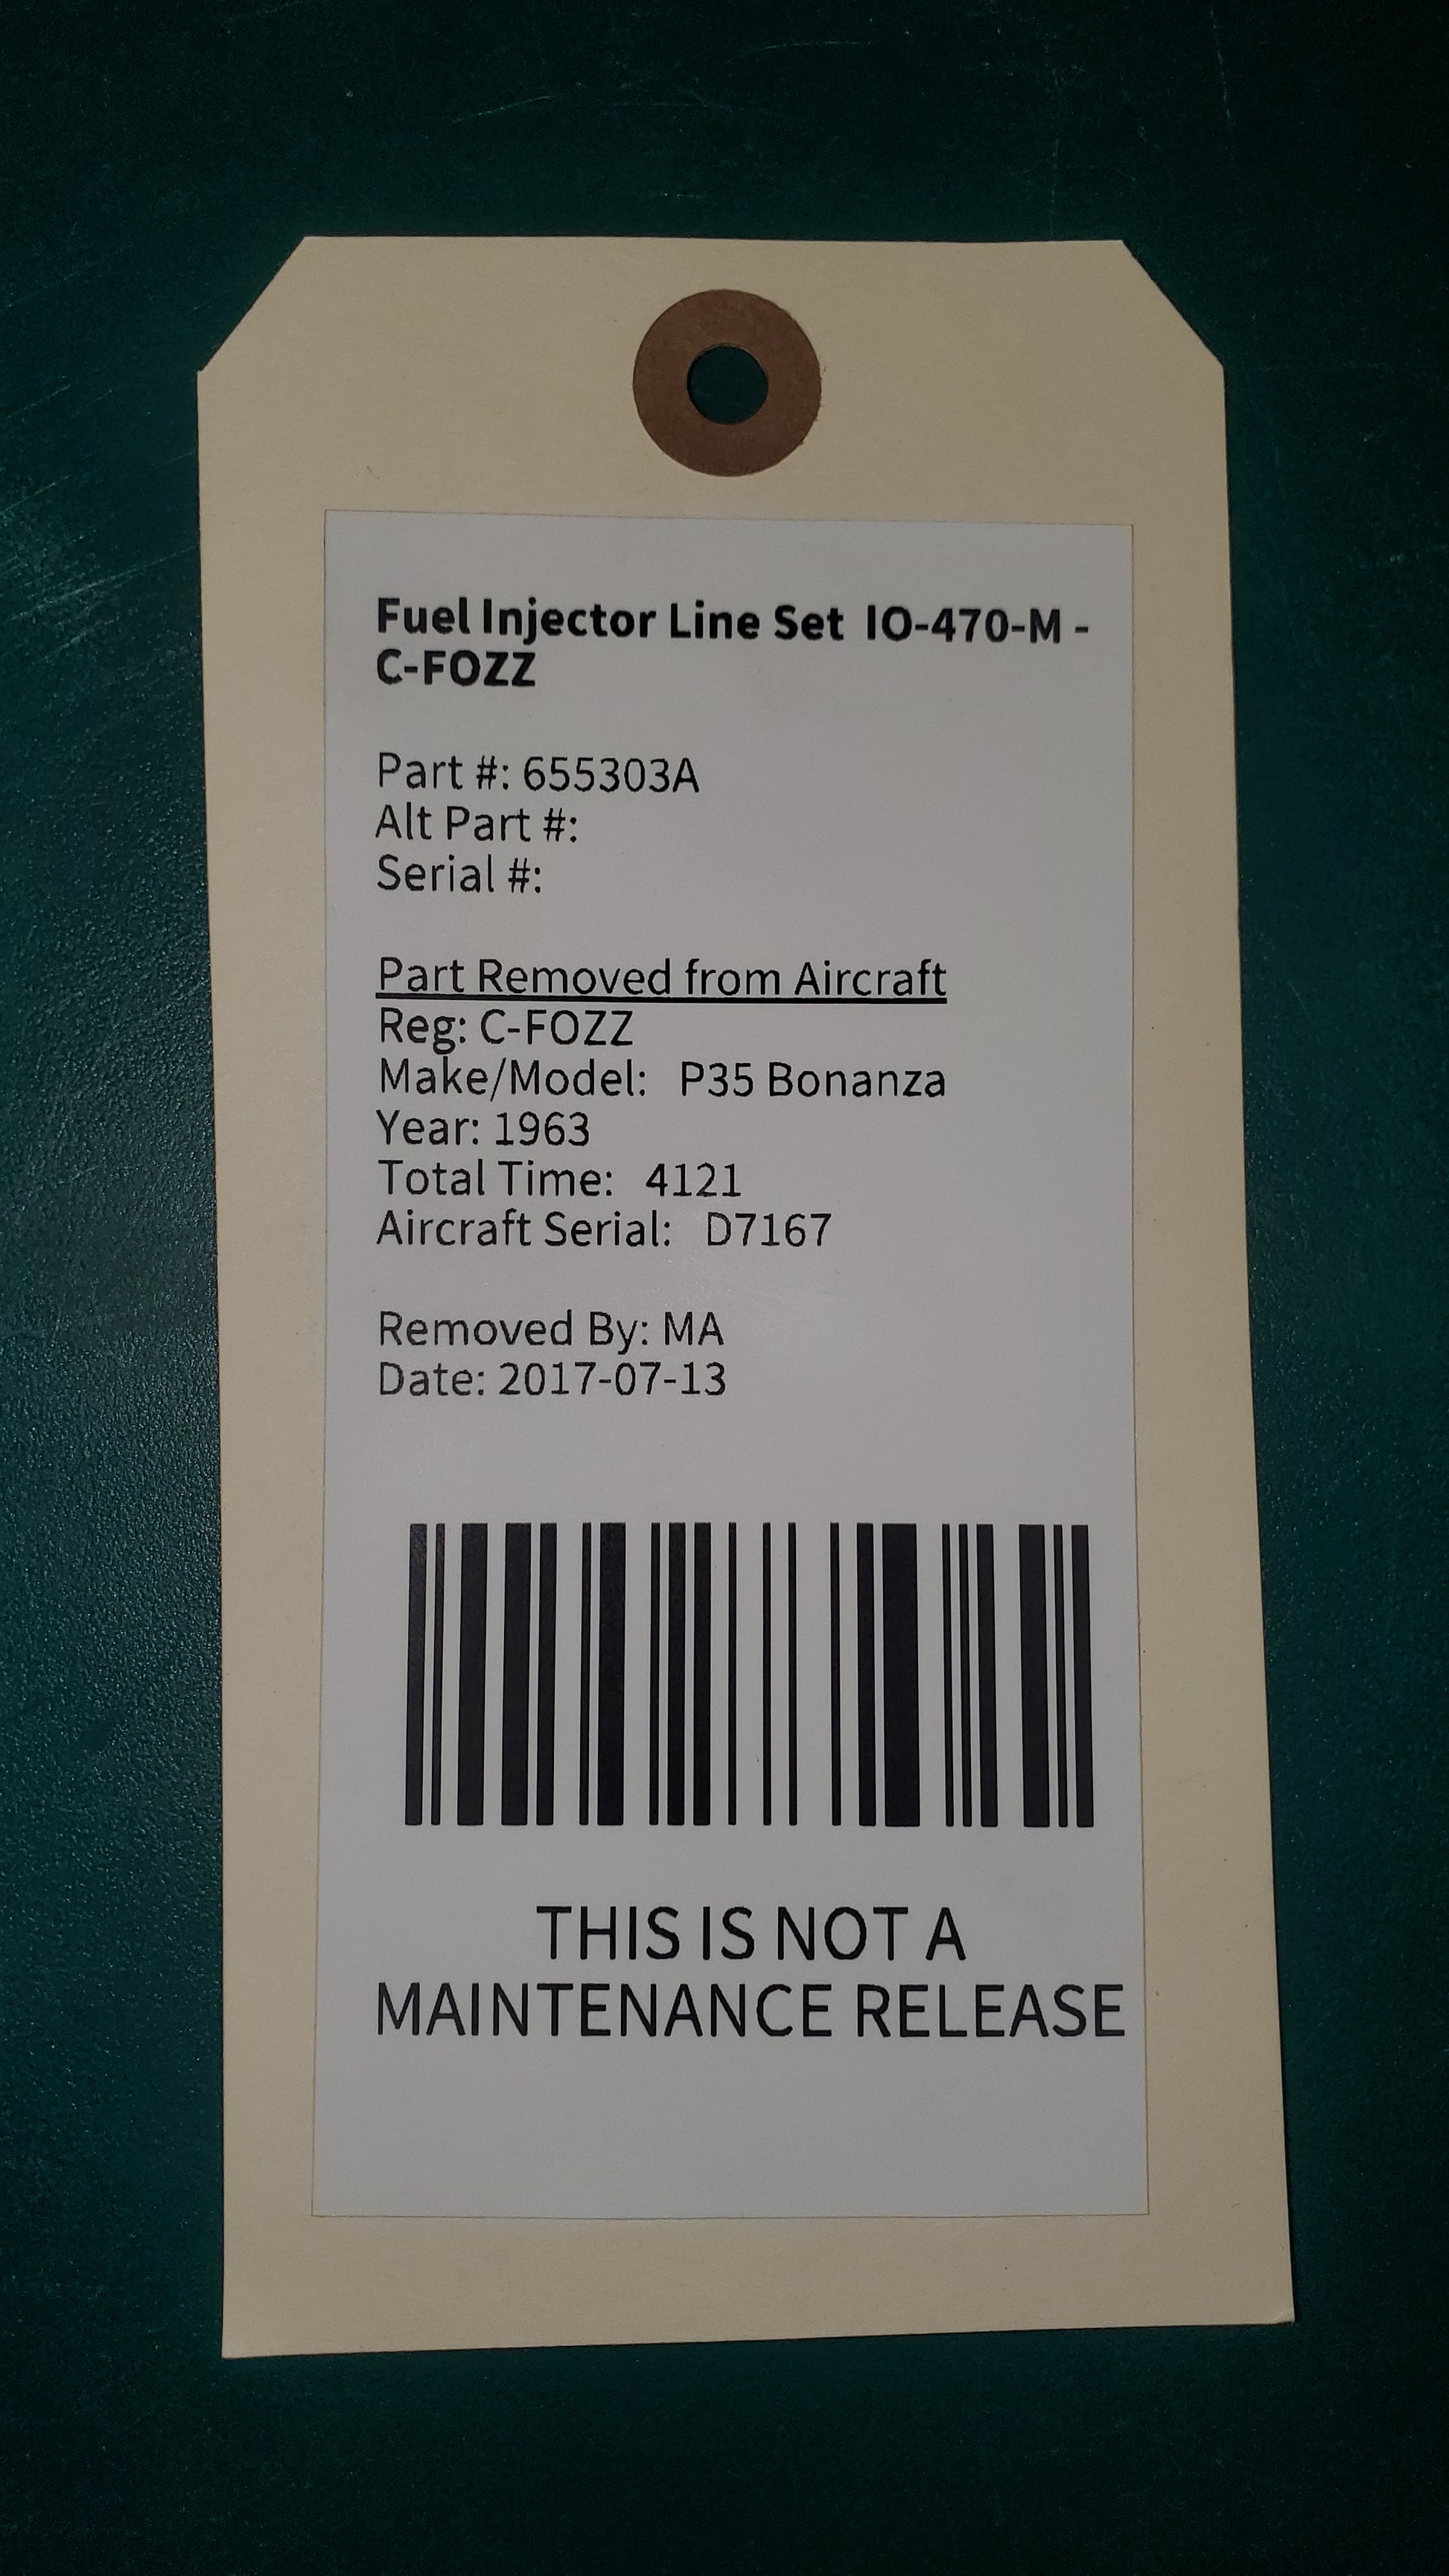 Fuel Injector Line Set IO-470-M -
C-FOZZ
Part #: 655303A
Alt Part #:
Serial #:
Part Removed from Aircraft
Reg: C-FOZZ
Make/Model: P35 Bonanza
Year: 1963
Total Time: 4121
Aircraft Serial: D7167
Removed By: MA
Date: 2017-07-13
THIS IS NOT A
MAINTENANCE RELEASE